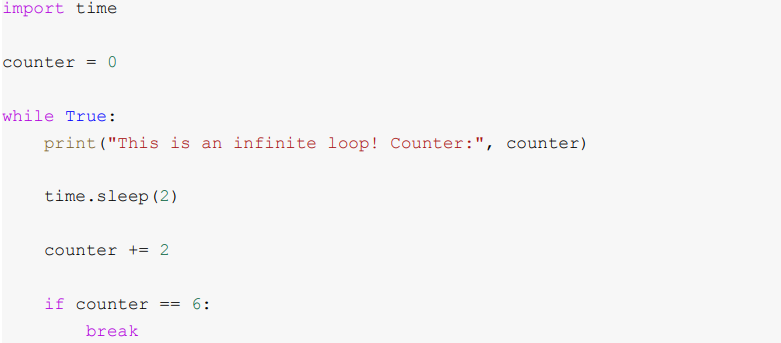 import time
counter = 0
while True:
    print("This is an infinite loop! Counter:", counter)
    time.sleep(2)
    counter += 2
    if counter == 6:
        break